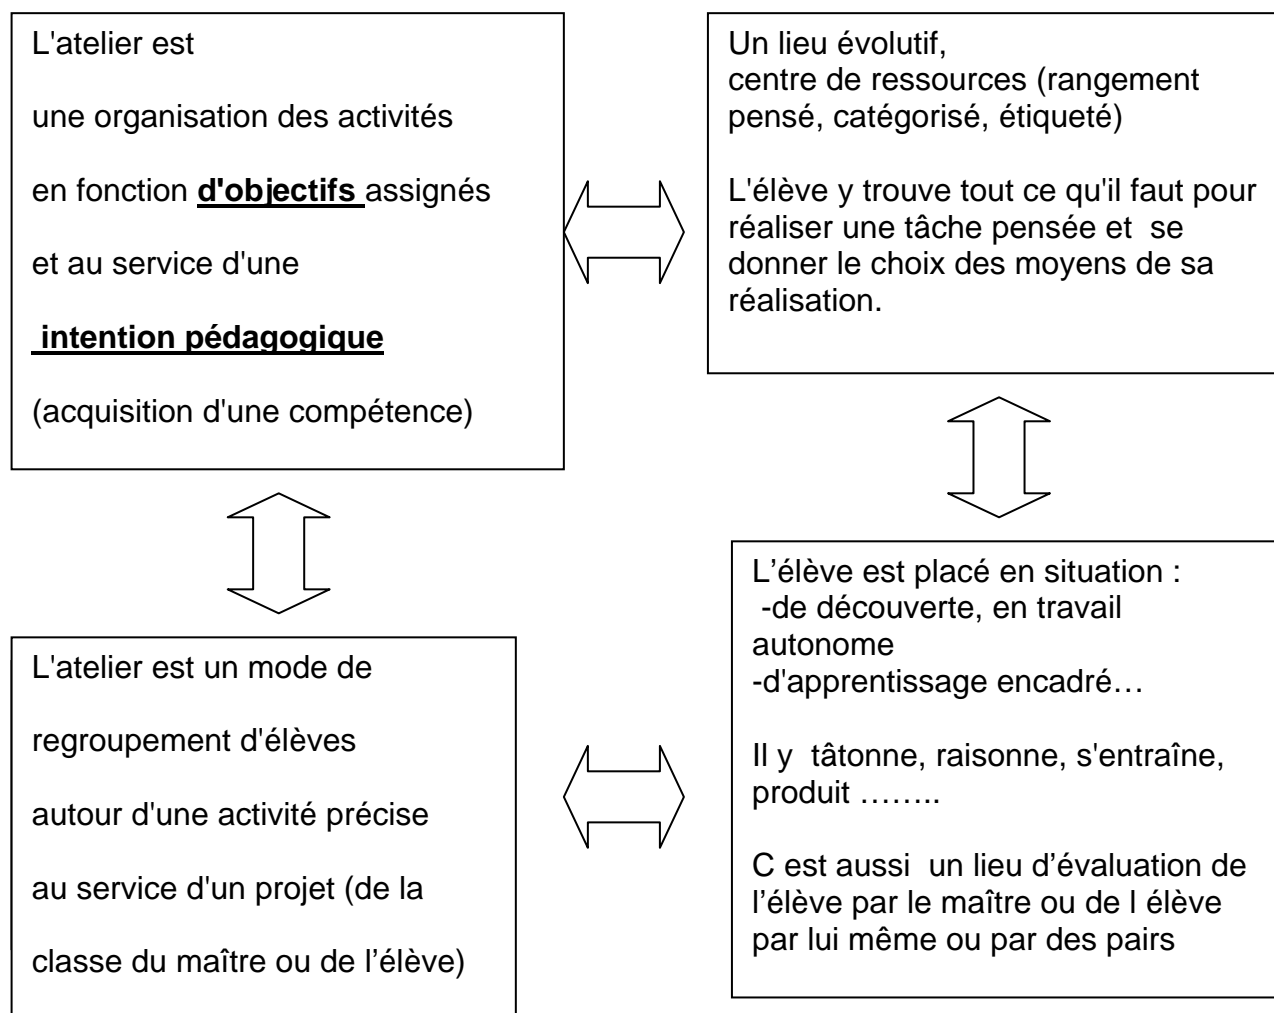 L'atelier est
une organisation des activités
en fonction d'objectifs assignés
et au service d'une
intention pédagogique
(acquisition d'une compétence)
Un lieu évolutif,
centre de ressources (rangement
pensé, catégorisé, étiqueté)
L'élève y trouve tout ce qu'il faut pour
réaliser une tâche pensée et  se
donner le choix des moyens de sa
réalisation.
L'atelier est un mode de
regroupement d'élèves
autour d'une activité précise
au service d'un projet (de la
classe du maître ou de l’élève)
L’élève est placé en situation :
-de découverte, en travail
autonome
-d'apprentissage encadré…
Il y  tâtonne, raisonne, s'entraîne,
produit ……..
C est aussi  un lieu d’évaluation de
l’élève par le maître ou de l élève
par lui même ou par des pairs